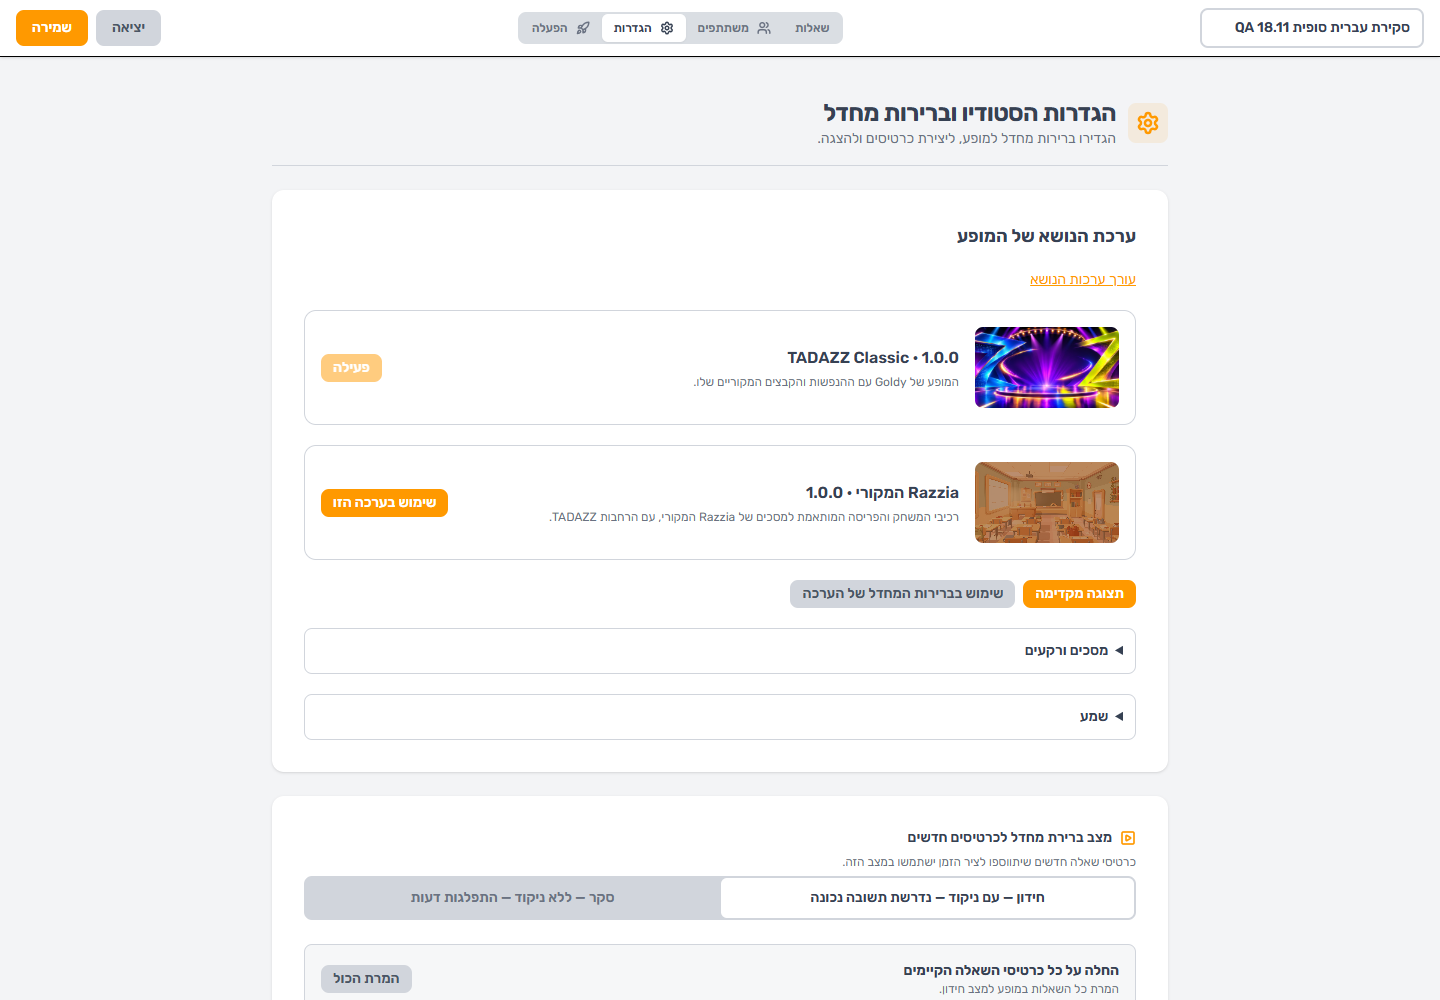 סקירת עברית סופית QA 18.11
שאלות
משתתפים
הגדרות
הפעלה
יציאה
שמירה
הגדרות הסטודיו וברירות מחדל
הגדירו ברירות מחדל למופע, ליצירת כרטיסים ולהצגה.
ערכת הנושא של המופע
עורך ערכות הנושא
TADAZZ Classic • 1.0.0
המופע של Goldy עם ההנפשות והקבצים המקוריים שלו.
פעילה
Razzia המקורי • 1.0.0
רכיבי המשחק והפריסה המותאמת למסכים של Razzia המקורי, עם הרחבות TADAZZ.
שימוש בערכה הזו
תצוגה מקדימה
שימוש בברירות המחדל של הערכה
מסכים ורקעים
שמע
מצב ברירת מחדל לכרטיסים חדשים
כרטיסי שאלה חדשים שיתווספו לציר הזמן ישתמשו במצב הזה.
חידון – עם ניקוד – נדרשת תשובה נכונה
סקר – ללא ניקוד – התפלגות דעות
החלה על כל כרטיסי השאלה הקיימים
המרת כל השאלות במופע למצב חידון.
המרת הכול